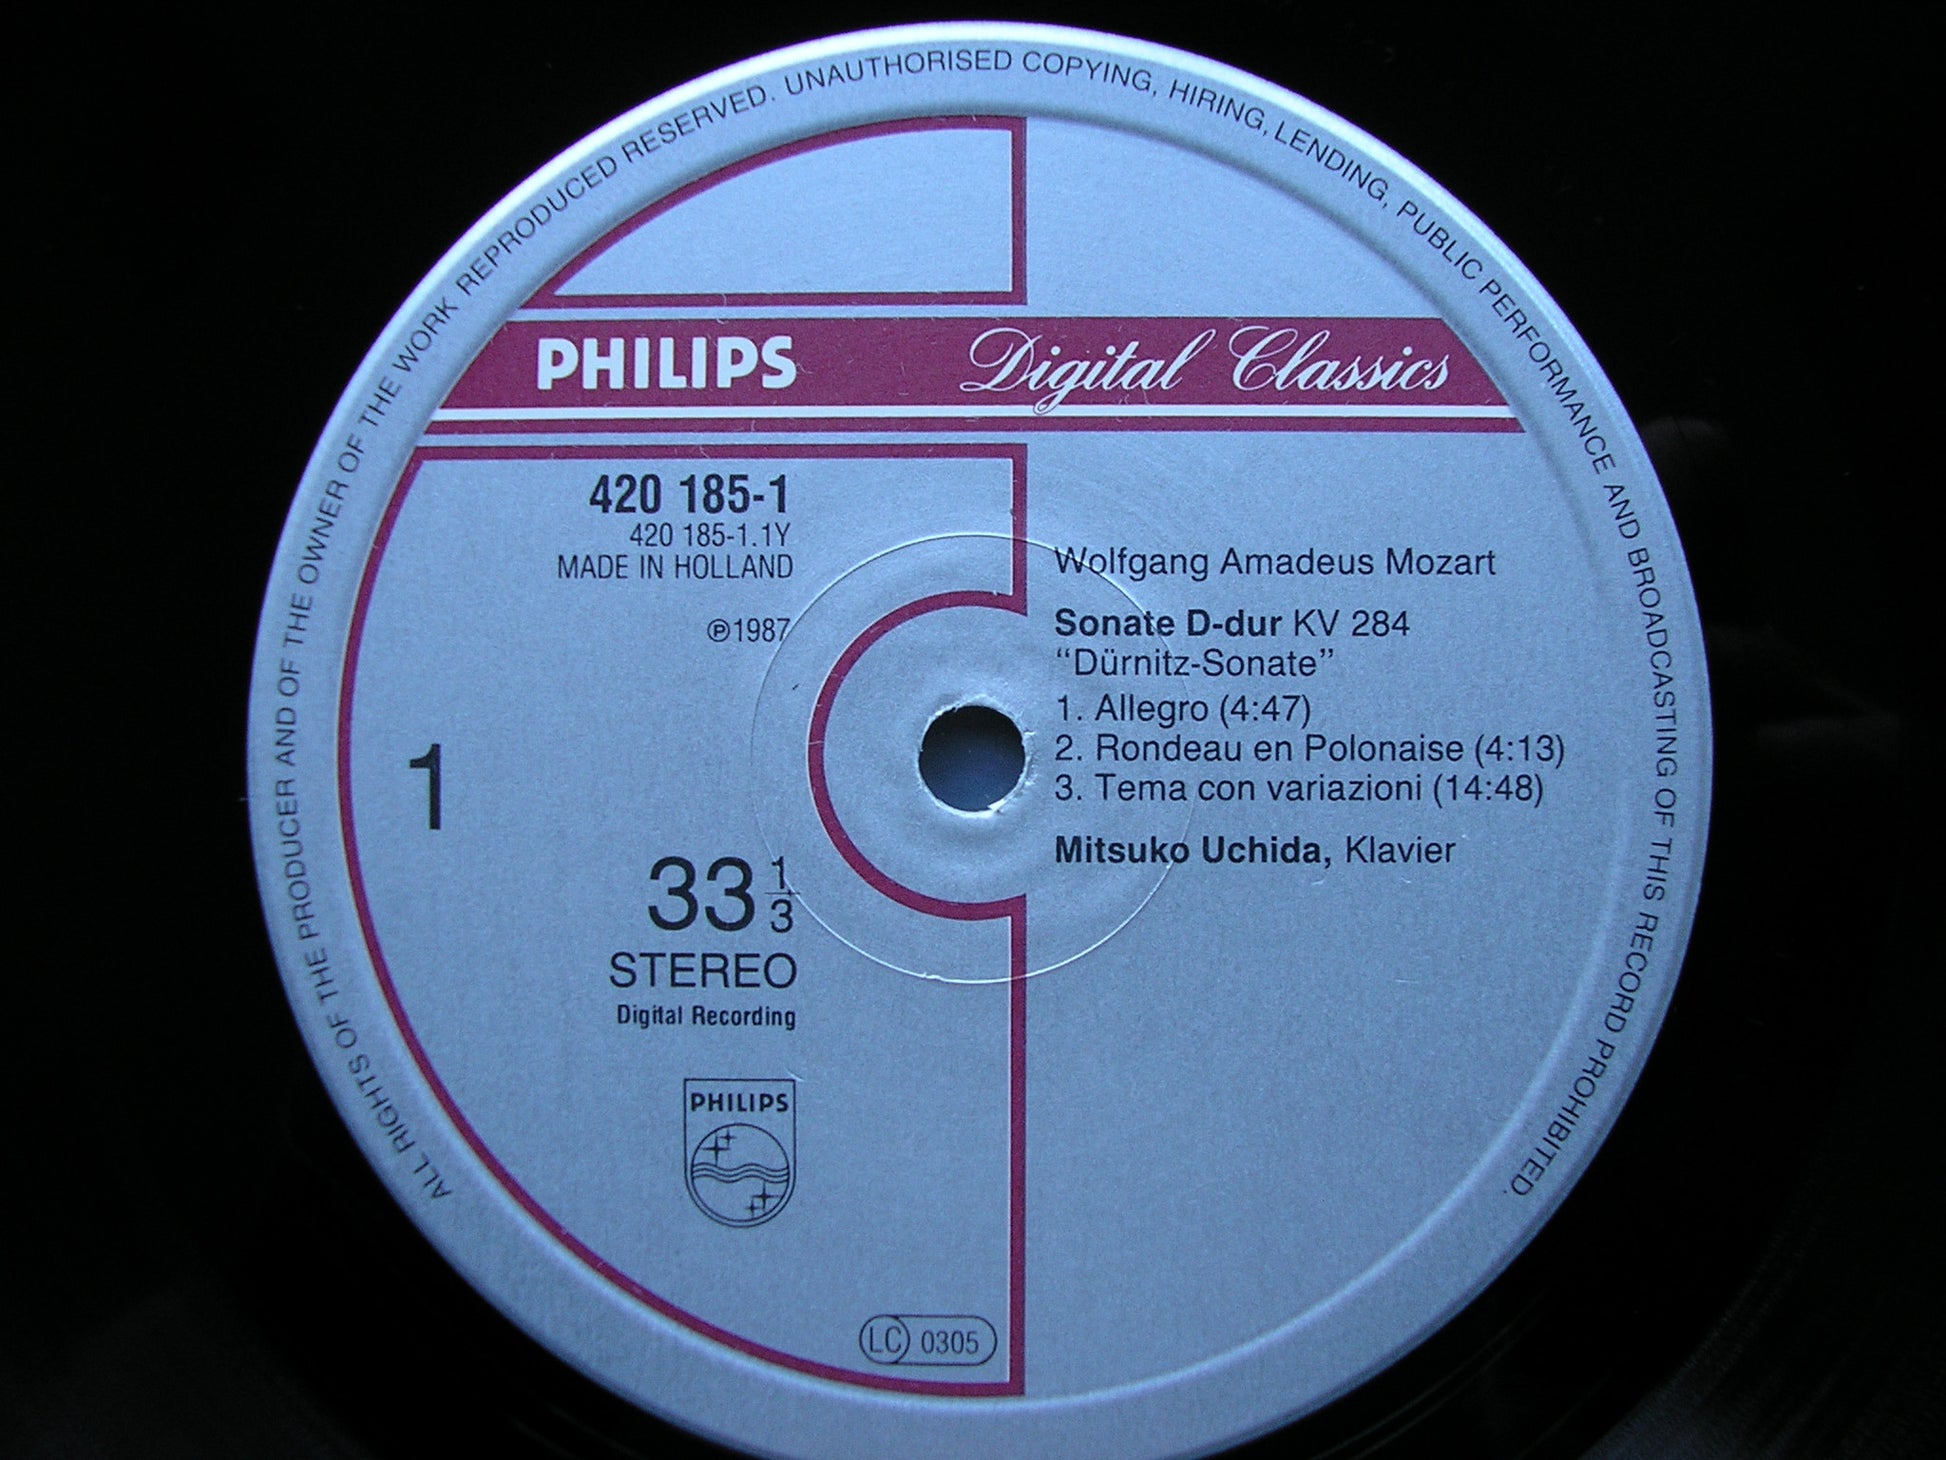 ALL RIGHTS OF THE PRODUCER AND OF THE OWNER OF THE WORK REPRODUCED RESERVED. UNAUTHORISED COPYING, HIRING, LENDING, PUBLIC PERFORMANCE AND BROADCASTING OF THIS RECORD PROHIBITED.
PHILIPS Digital Classics
420 185-1
420 185-1.1Y
MADE IN HOLLAND
℗1987
1
33 1/3
STEREO
Digital Recording
PHILIPS
LC 0305
Wolfgang Amadeus Mozart
Sonate D-dur KV 284
“Dürnitz-Sonate”
1. Allegro (4:47)
2. Rondeau en Polonaise (4:13)
3. Tema con variazioni (14:48)
Mitsuko Uchida, Klavier